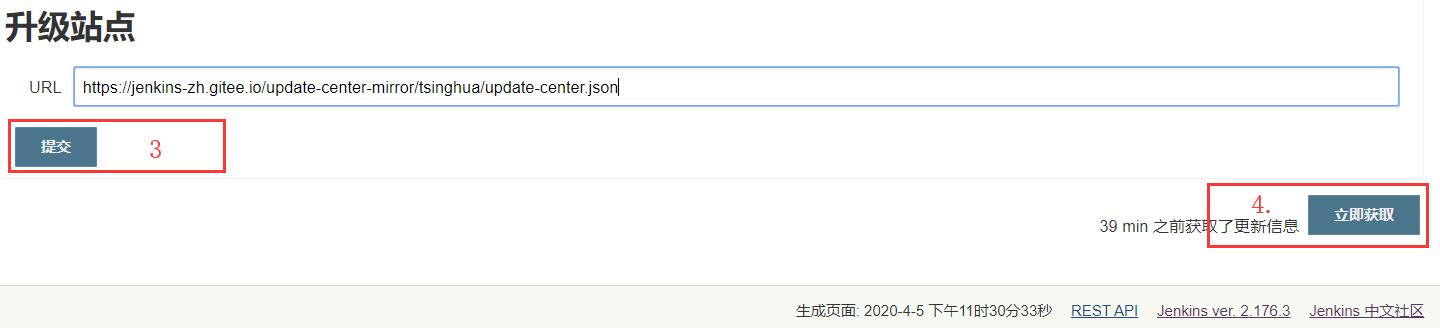 升级站点
URL https://jenkins-zh.gitee.io/update-center-mirror/tsinghua/update-center.json
提交 3
4.
39 min 之前获取了更新信息 立即获取
生成页面: 2020-4-5 下午11时30分33秒 REST API Jenkins ver. 2.176.3 Jenkins 中文社区